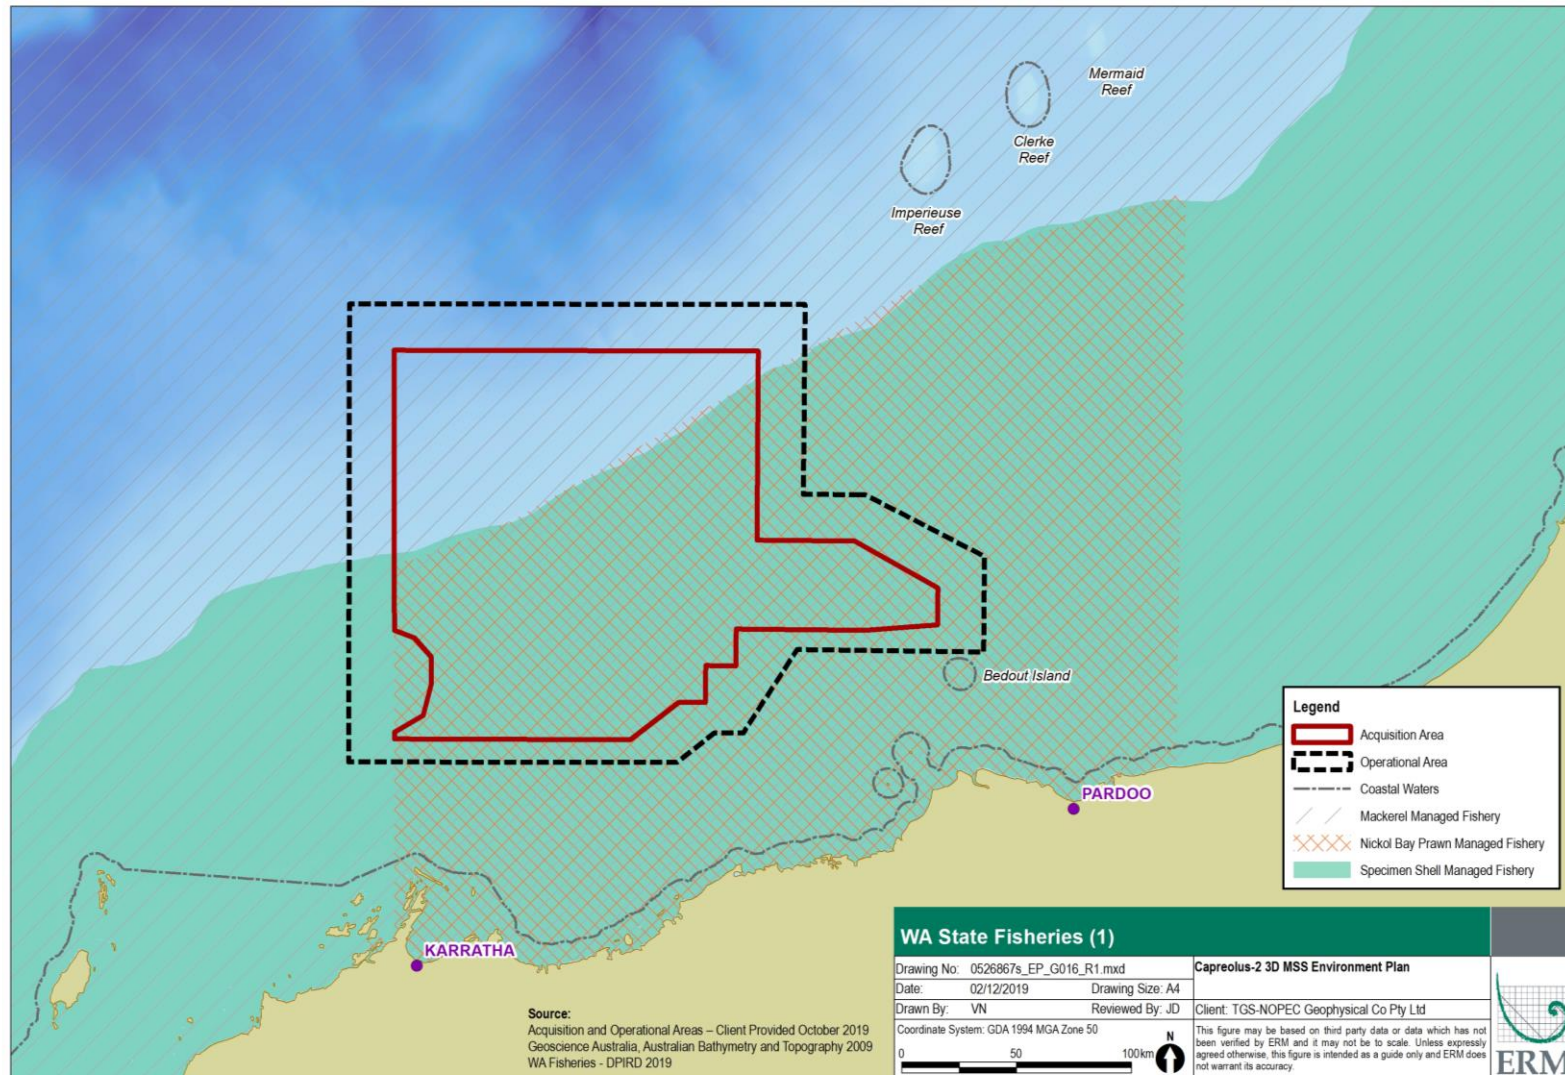 Mermaid
Reef
Clerke
Reef
Imperieuse
Reef
Bedout Island
PARDOO
KARRATHA
Legend
Acquisition Area
Operational Area
Coastal Waters
Mackerel Managed Fishery
Nickol Bay Prawn Managed Fishery
Specimen Shell Managed Fishery
Source:
Acquisition and Operational Areas – Client Provided October 2019
Geoscience Australia, Australian Bathymetry and Topography 2009
WA Fisheries - DPIRD 2019
WA State Fisheries (1)
Drawing No: 0526867s_EP_G016_R1.mxd
Date: 02/12/2019 Drawing Size: A4
Drawn By: VN Reviewed By: JD
Coordinate System: GDA 1994 MGA Zone 50
0 50 100km
N
Capreolus-2 3D MSS Environment Plan
Client: TGS-NOPEC Geophysical Co Pty Ltd
This figure may be based on third party data or data which has not
been verified by ERM and it may not be to scale. Unless expressly
agreed otherwise, this figure is intended as a guide only and ERM does
not warrant its accuracy.
ERM